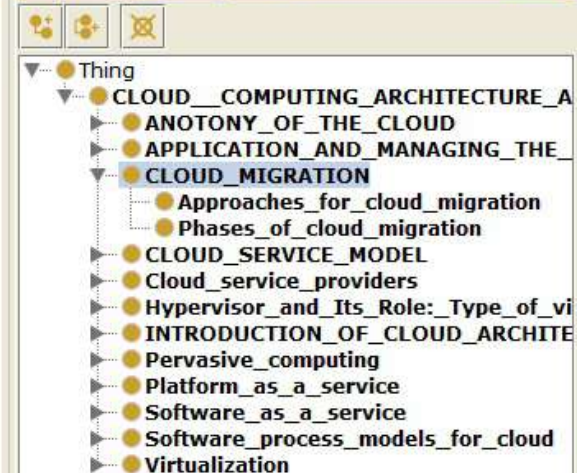 Thing
CLOUD__COMPUTING_ARCHITECTURE_A
ANOTONY_OF_THE_CLOUD
APPLICATION_AND_MANAGING_THE_
CLOUD_MIGRATION
Approaches_for_cloud_migration
Phases_of_cloud_migration
CLOUD_SERVICE_MODEL
Cloud_service_providers
Hypervisor_and_Its_Role:_Type_of_vi
INTRODUCTION_OF_CLOUD_ARCHITE
Pervasive_computing
Platform_as_a_service
Software_as_a_service
Software_process_models_for_cloud
Virtualization